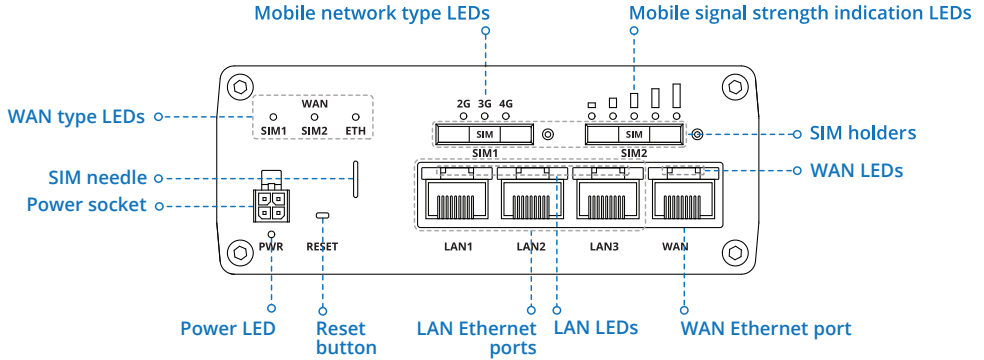 Mobile network type LEDs
Mobile signal strength indication LEDs
WAN type LEDs
WAN
SIM1 SIM2 ETH
2G 3G 4G
SIM
SIM1
SIM
SIM2
SIM holders
WAN LEDs
SIM needle
Power socket
PWR
RESET
LAN1
LAN2
LAN3
WAN
Power LED
Reset
button
LAN Ethernet
ports
LAN LEDs
WAN Ethernet port